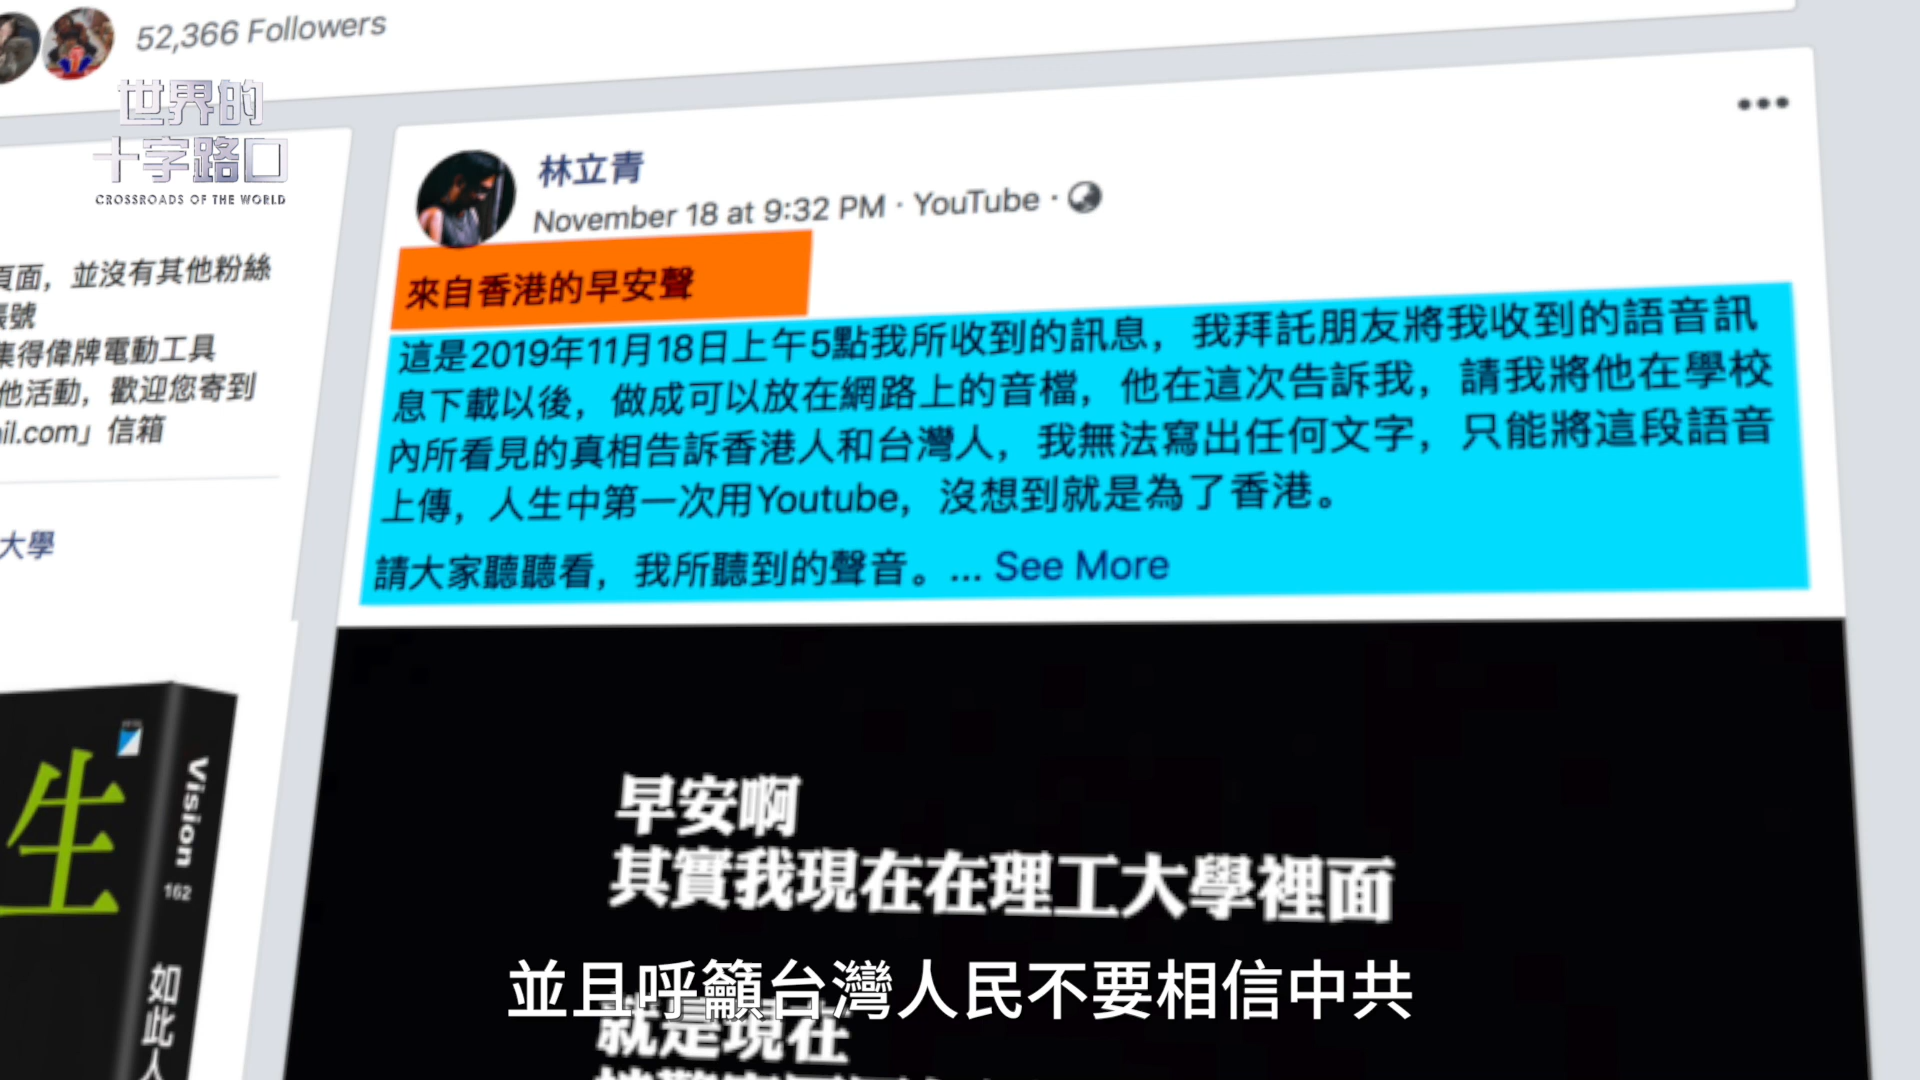 52,366 Followers
世界的
十字路口
CROSSROADS OF THE WORLD
頁面，並沒有其他粉絲
集得偉牌電動工具
他活動，歡迎您寄到
il.com」信箱
大學
林立青
November 18 at 9:32 PM · YouTube ·
來自香港的早安聲
這是2019年11月18日上午5點我所收到的訊息，我拜託朋友將我收到的語音訊
息下載以後，做成可以放在網路上的音檔，他在這次告訴我，請我將他在學校
內所看見的真相告訴香港人和台灣人，我無法寫出任何文字，只能將這段語音
上傳，人生中第一次用Youtube，沒想到就是為了香港。
請大家聽聽看，我所聽到的聲音。... See More
生
Vision
162
如此人
早安啊
其實我現在在理工大學裡面
就是現在
並且呼籲台灣人民不要相信中共